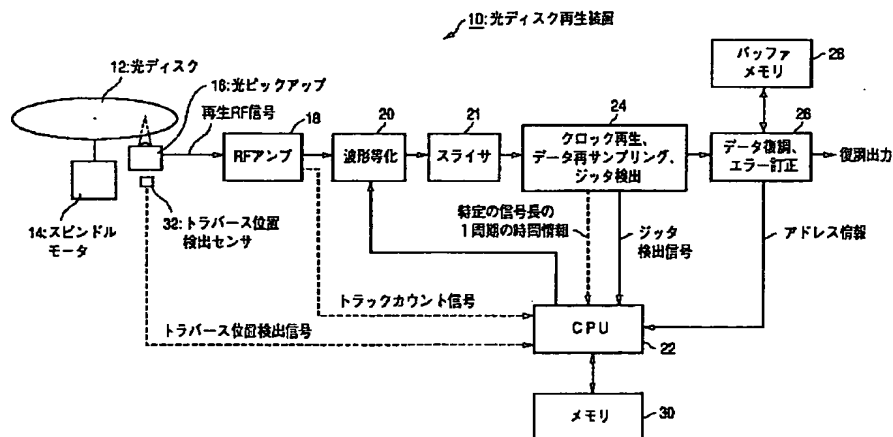 10:光ディスク再生装置
12:光ディスク
16:光ピックアップ
再生RF信号
18
RFアンプ
20
波形等化
21
スライサ
24
クロック再生、
データ再サンプリング、
ジッタ検出
バッファ
メモリ
28
26
データ復調、
エラー訂正
復調出力
14:スピンドル
モータ
32:トラバース位置
検出センサ
特定の信号長の
1周期の時間情報
ジッタ
検出信号
アドレス情報
トラックカウント信号
トラバース位置検出信号
CPU
22
メモリ
30